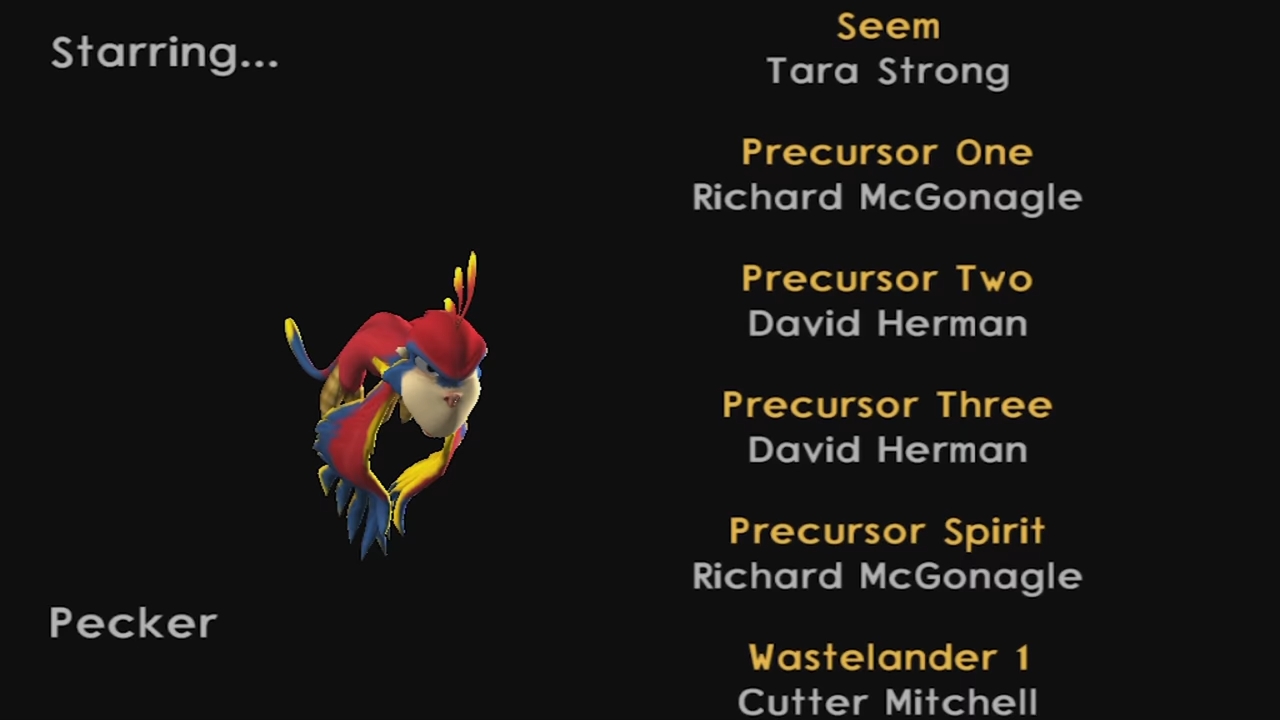 Starring...
Pecker
Seem
Tara Strong
Precursor One
Richard McGonagle
Precursor Two
David Herman
Precursor Three
David Herman
Precursor Spirit
Richard McGonagle
Wastelander 1
Cutter Mitchell